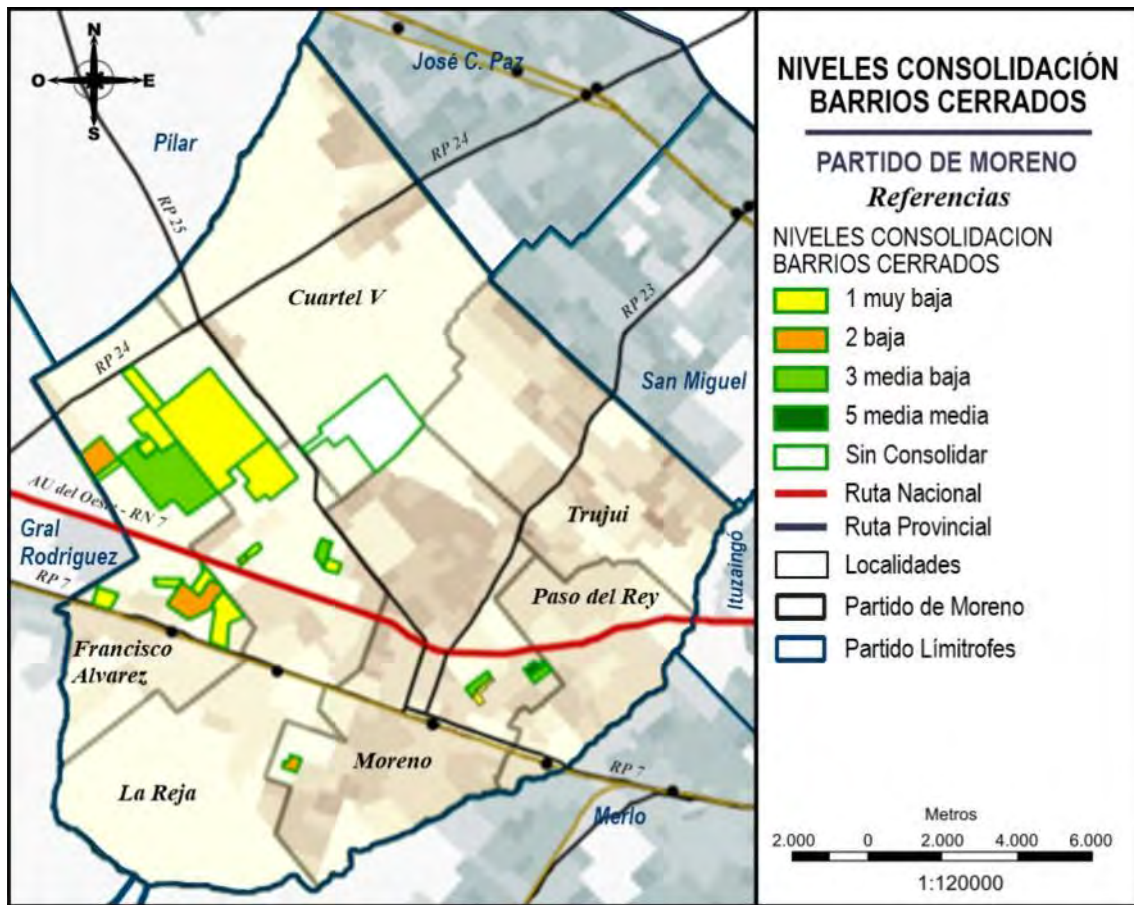 N
O E
S
Pilar
José C. Paz
RP 24
RP 25
Cuartel V
RP 23
San Miguel
RP 24
AU del Oeste - RN 7
Gral
Rodriguez
Trujui
Ituzaingó
RP 7
Paso del Rey
Francisco
Alvarez
Moreno
La Reja
RP 7
Merlo
NIVELES CONSOLIDACIÓN
BARRIOS CERRADOS
PARTIDO DE MORENO
Referencias
NIVELES CONSOLIDACION
BARRIOS CERRADOS
1 muy baja
2 baja
3 media baja
5 media media
Sin Consolidar
Ruta Nacional
Ruta Provincial
Localidades
Partido de Moreno
Partido Límitrofes
Metros
2.000 0 2.000 4.000 6.000
1:120000